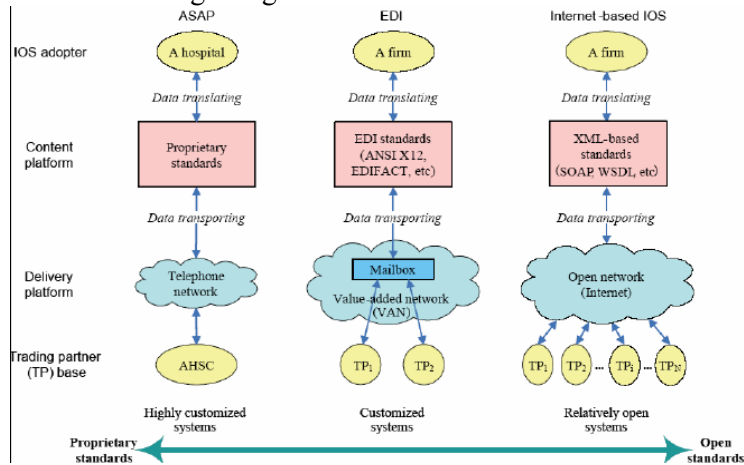 ASAP EDI Internet-based IOS
IOS adopter A hospital A firm A firm
Data translating Data translating Data translating
Content
platform
Proprietary
standards
EDI standards
(ANSI X12,
EDIFACT, etc)
XML-based
standards
(SOAP, WSDL, etc)
Data transporting Data transporting Data transporting
Delivery
platform
Telephone
network
Mailbox
Value-added network
(VAN)
Open network
(Internet)
Trading partner
(TP) base
AHSC TP1 TP2 TP1 TP2 ... TPi ... TPN
Highly customized
systems
Customized
systems
Relatively open
systems
Proprietary
standards
Open
standards